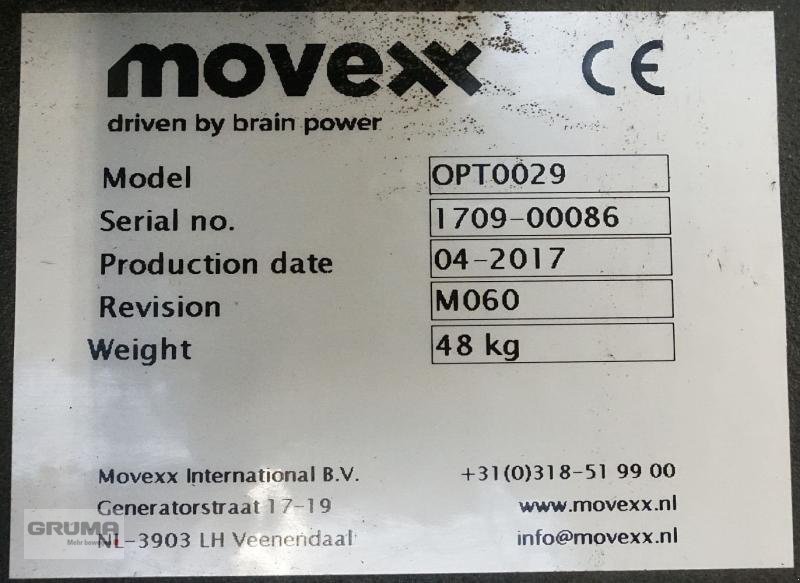 movexx CE
driven by brain power
Model OPT0029
Serial no. 1709-00086
Production date 04-2017
Revision M060
Weight 48 kg
Movexx International B.V. +31(0)318-51 99 00
Generatorstraat 17-19 www.movexx.nl
NL-3903 LH Veenendaal info@movexx.nl
GRUMA
Mehr bewegen